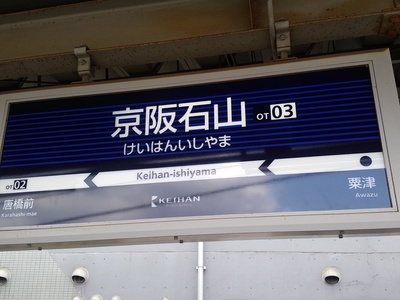 京阪石山 OT 03
けいはんいしやま
Keihan-ishiyama
OT 02
唐橋前
Karahashi-mae
KEIHAN
粟津
Awazu